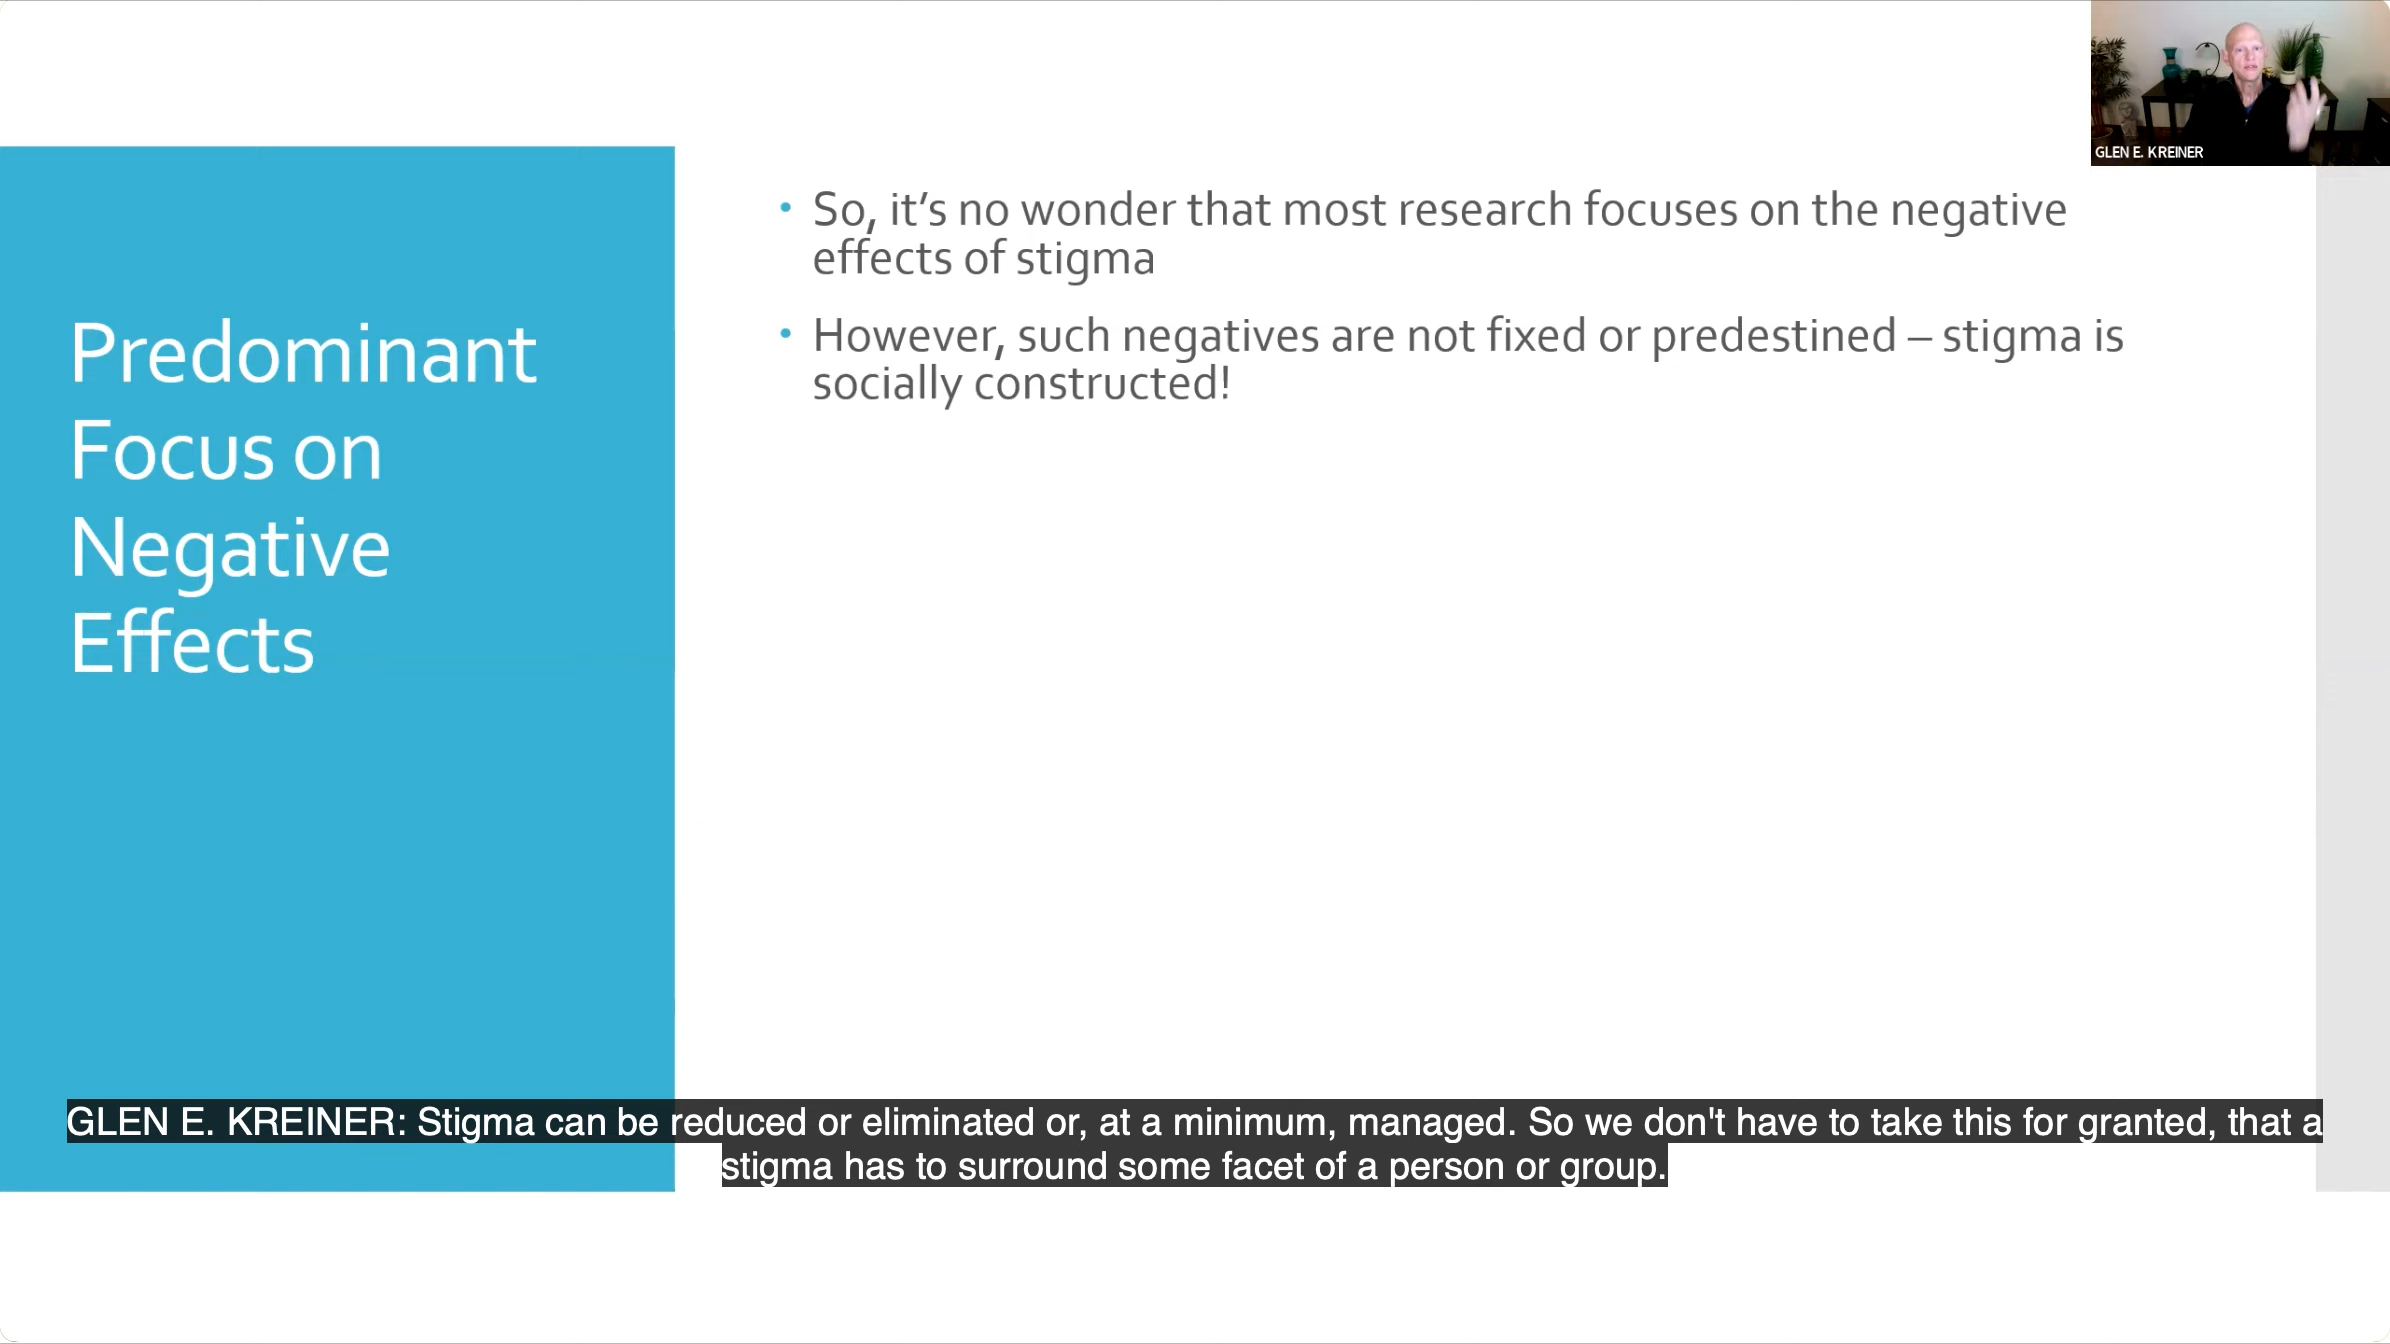 GLEN E. KREINER
Predominant
Focus on
Negative
Effects
• So, it’s no wonder that most research focuses on the negative
effects of stigma
• However, such negatives are not fixed or predestined – stigma is
socially constructed!
GLEN E. KREINER: Stigma can be reduced or eliminated or, at a minimum, managed. So we don't have to take this for granted, that a
stigma has to surround some facet of a person or group.